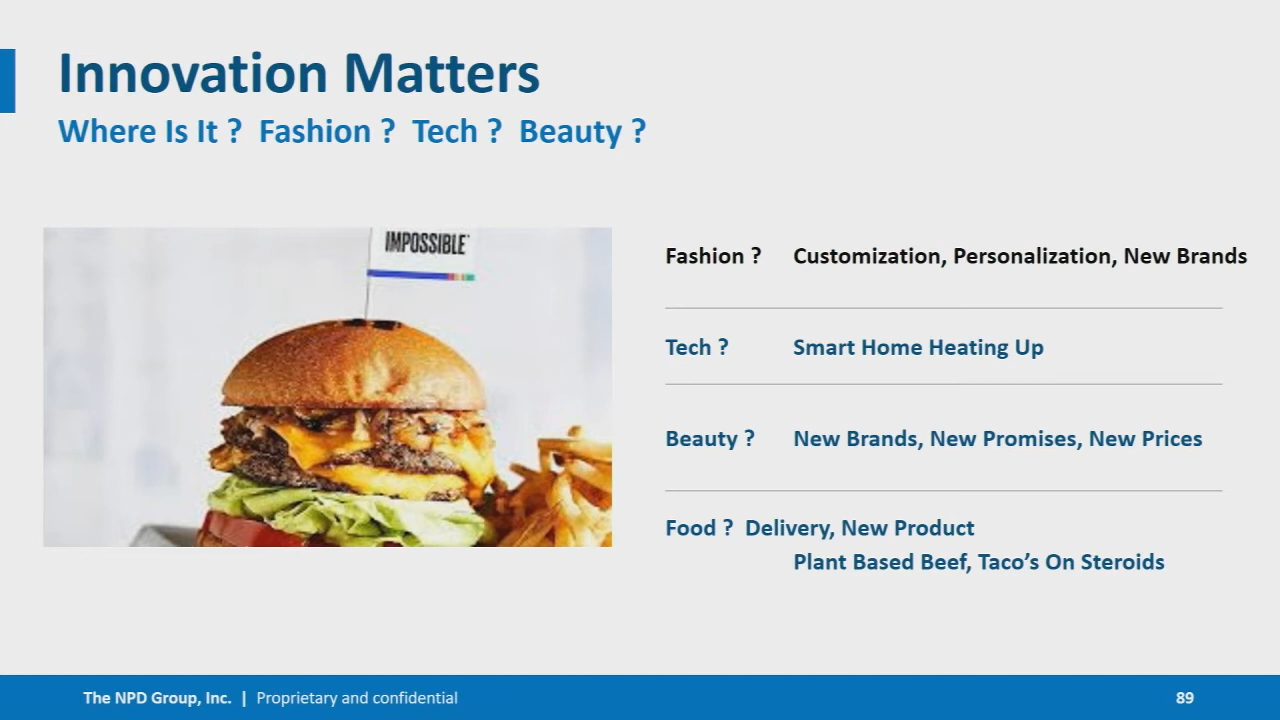 Innovation Matters
Where Is It ? Fashion ? Tech ? Beauty ?
IMPOSSIBLE
Fashion ? Customization, Personalization, New Brands
Tech ? Smart Home Heating Up
Beauty ? New Brands, New Promises, New Prices
Food ? Delivery, New Product
Plant Based Beef, Taco’s On Steroids
The NPD Group, Inc. | Proprietary and confidential
89